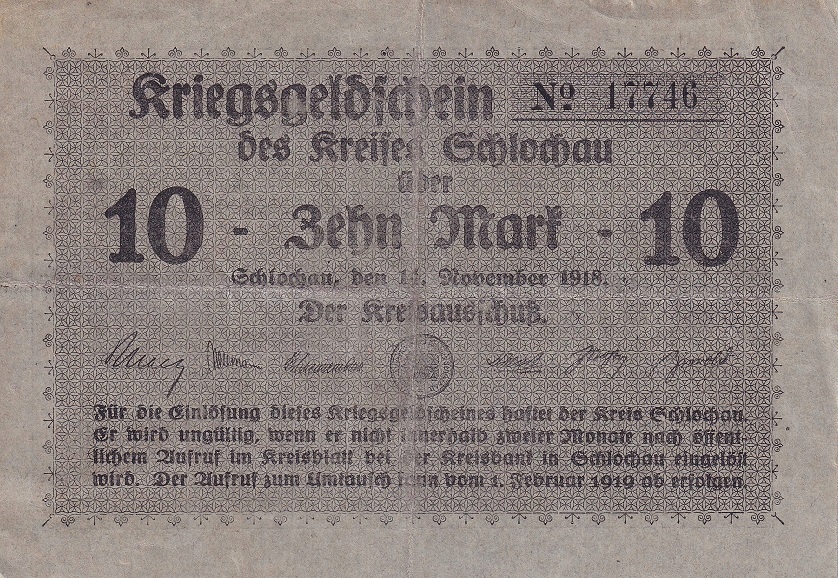 Kriegsgeldschein
No 17746
des Kreises Schlochau
über
10 - Zehn Mark - 10
Schlochau, den 14. November 1918.
Der Kreisausschuß.
Für die Einlösung dieses Kriegsgeldscheines haftet der Kreis Schlochau.
Er wird ungültig, wenn er nicht innerhalb zweier Monate nach öffent-
lichem Aufruf im Kreisblatt bei der Kreisbank in Schlochau eingelöst
wird. Der Aufruf zum Umtausch kann vom 1. Februar 1919 ab erfolgen.